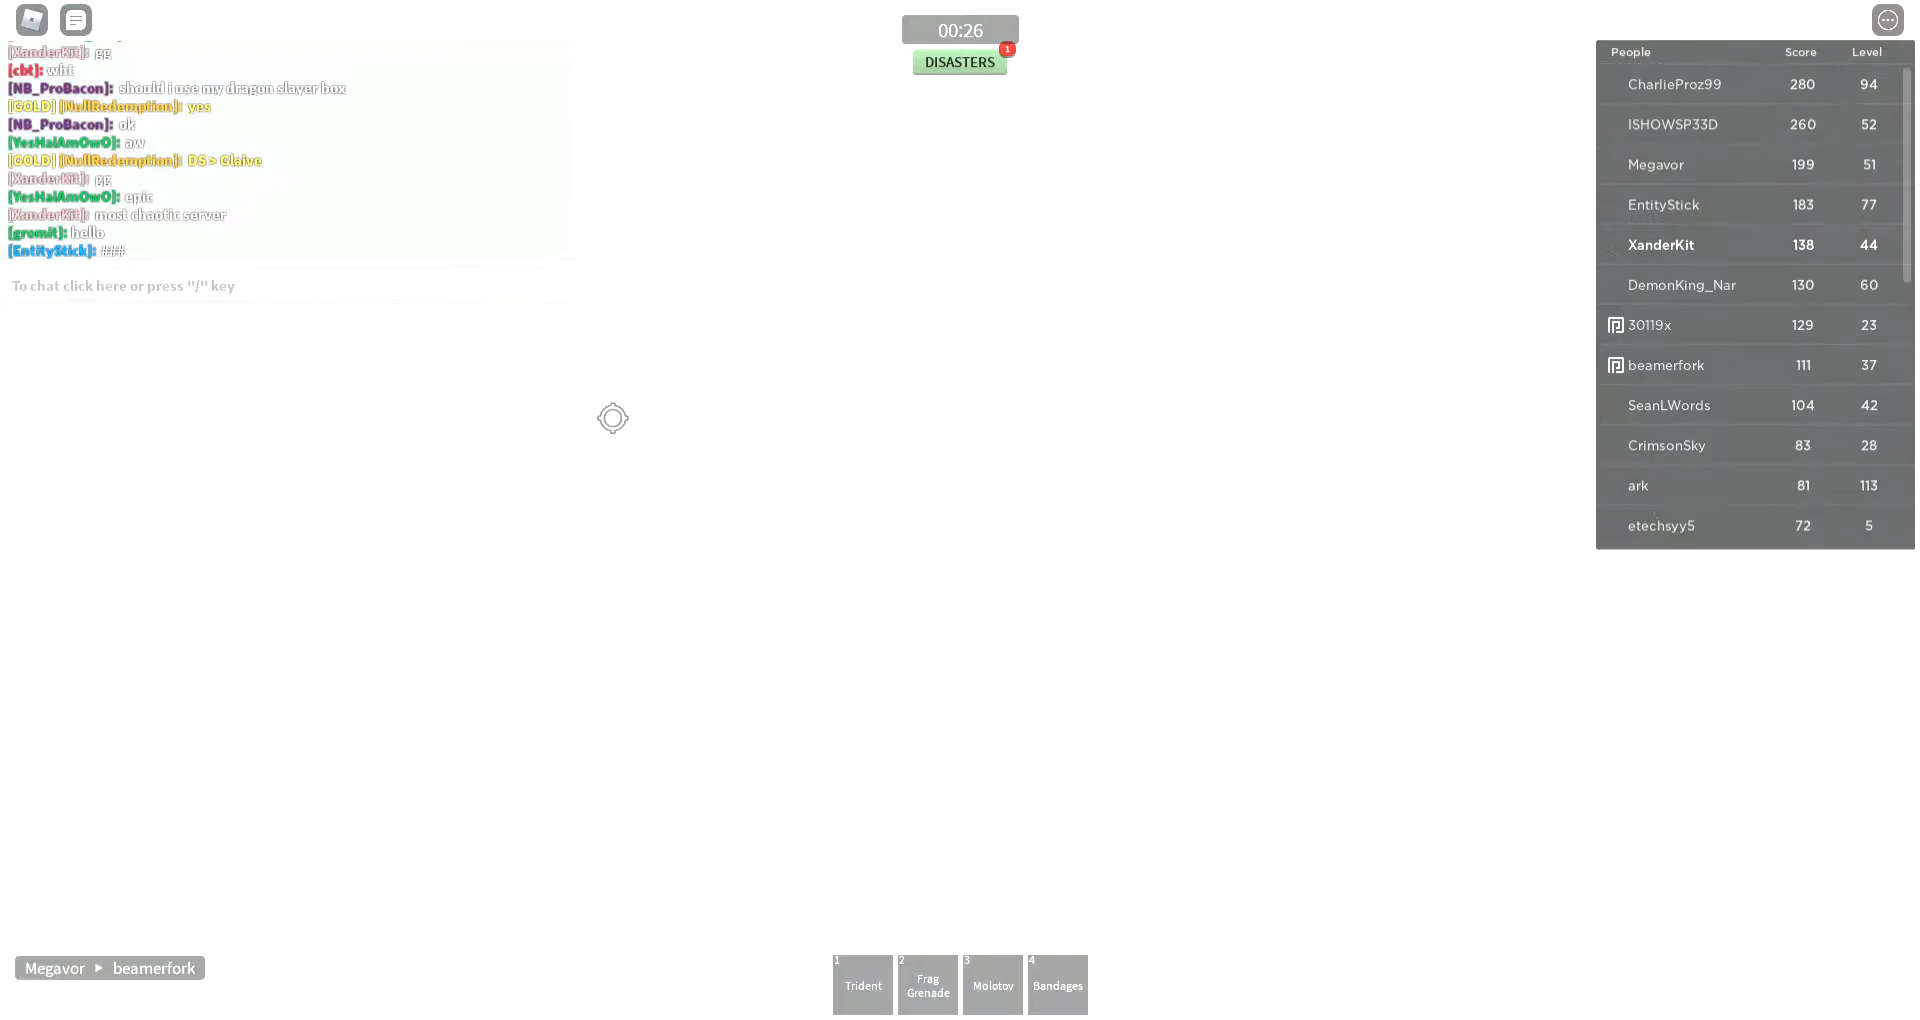 00:26
1
DISASTERS
[XanderKit]: gg
[cbt]: wht
[NB_ProBacon]: should i use my dragon slayer box
[GOLD] [NullRedemption]: yes
[NB_ProBacon]: ok
[YesHaiAmOwO]: aw
[GOLD] [NullRedemption]: DS > Glaive
[XanderKit]: gg
[YesHaiAmOwO]: epic
[XanderKit]: most chaotic server
[gromit]: hello
[EntityStick]: ###
To chat click here or press "/" key
People Score Level
CharlieProz99 280 94
ISHOWSP33D 260 52
Megavor 199 51
EntityStick 183 77
XanderKit 138 44
DemonKing_Nar 130 60
30119x 129 23
beamerfork 111 37
SeanLWords 104 42
CrimsonSky 83 28
ark 81 113
etechsyy5 72 5
Megavor ▸ beamerfork
1 Trident
2 Frag
Grenade
3 Molotov
4 Bandages